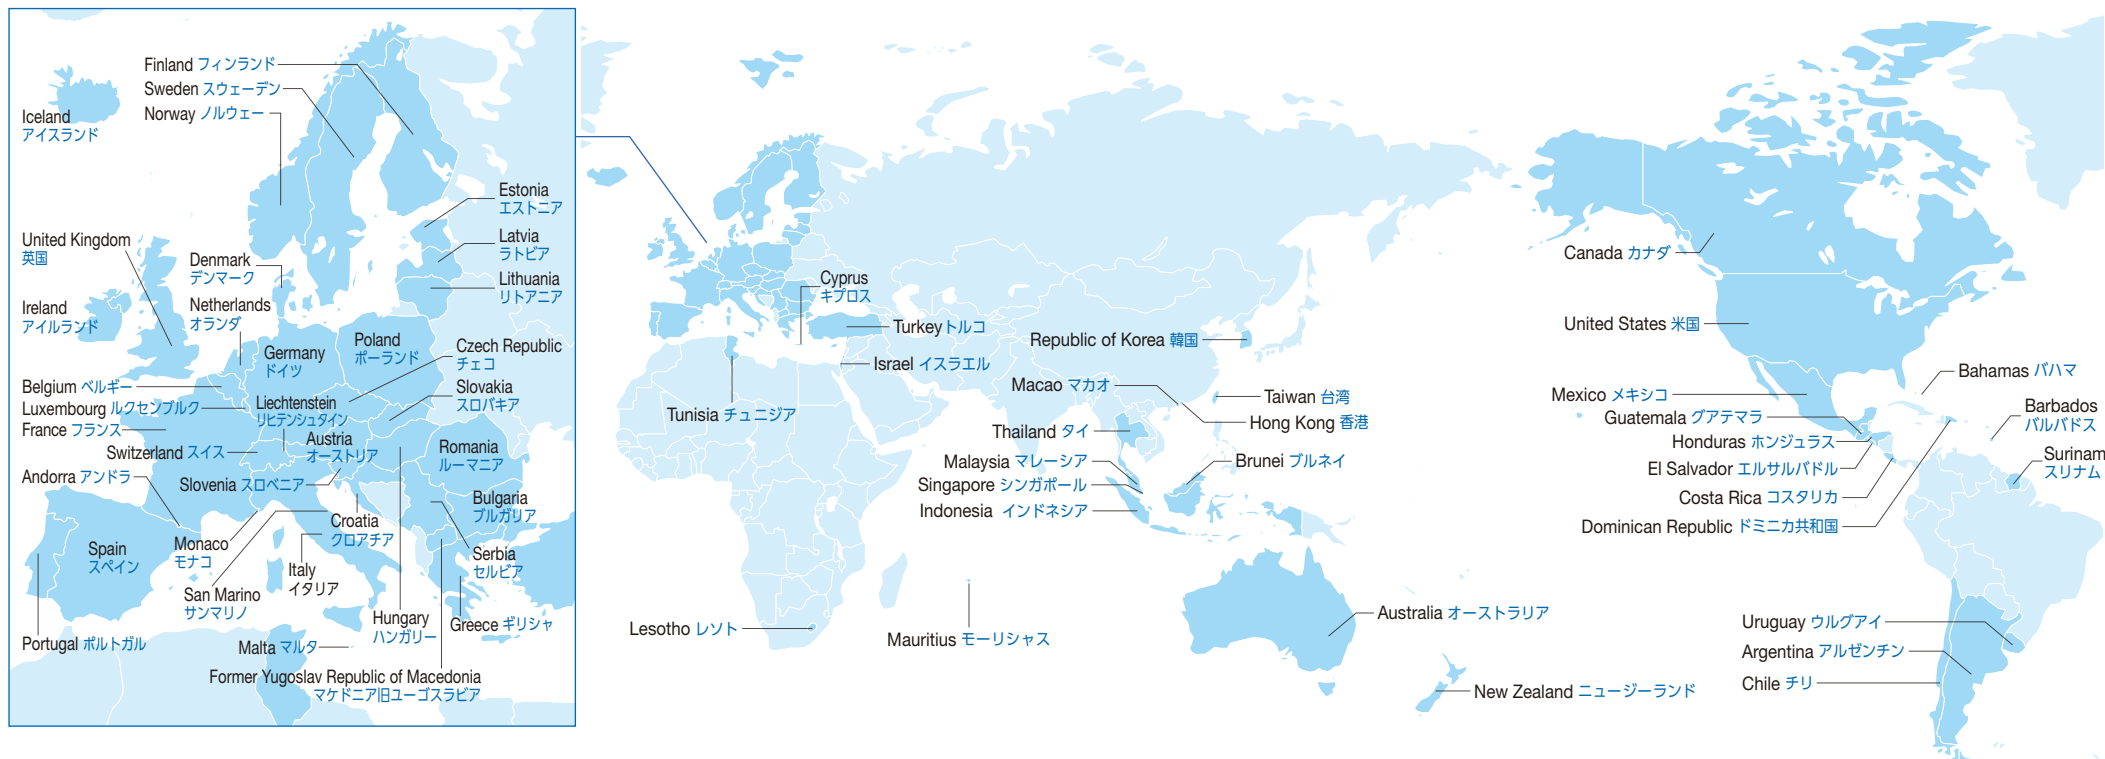 Finland フィンランド
Sweden スウェーデン
Norway ノルウェー
Iceland
アイスランド
Estonia
エストニア
Latvia
ラトビア
Lithuania
リトアニア
United Kingdom
英国
Denmark
デンマーク
Ireland
アイルランド
Netherlands
オランダ
Germany
ドイツ
Poland
ポーランド
Czech Republic
チェコ
Slovakia
スロバキア
Belgium ベルギー
Luxembourg ルクセンブルク
France フランス
Liechtenstein
リヒテンシュタイン
Austria
オーストリア
Switzerland スイス
Romania
ルーマニア
Andorra アンドラ
Slovenia スロベニア
Bulgaria
ブルガリア
Croatia
クロアチア
Spain
スペイン
Monaco
モナコ
Serbia
セルビア
Italy
イタリア
San Marino
サンマリノ
Hungary
ハンガリー
Greece ギリシャ
Portugal ポルトガル
Malta マルタ
Former Yugoslav Republic of Macedonia
マケドニア旧ユーゴスラビア
Cyprus
キプロス
Turkey トルコ
Israel イスラエル
Tunisia チュニジア
Republic of Korea 韓国
Macao マカオ
Taiwan 台湾
Hong Kong 香港
Thailand タイ
Malaysia マレーシア
Singapore シンガポール
Indonesia インドネシア
Brunei ブルネイ
Lesotho レソト
Mauritius モーリシャス
Australia オーストラリア
New Zealand ニュージーランド
Canada カナダ
United States 米国
Mexico メキシコ
Guatemala グアテマラ
Honduras ホンジュラス
El Salvador エルサルバドル
Costa Rica コスタリカ
Dominican Republic ドミニカ共和国
Bahamas バハマ
Barbados
バルバドス
Surinam
スリナム
Uruguay ウルグアイ
Argentina アルゼンチン
Chile チリ